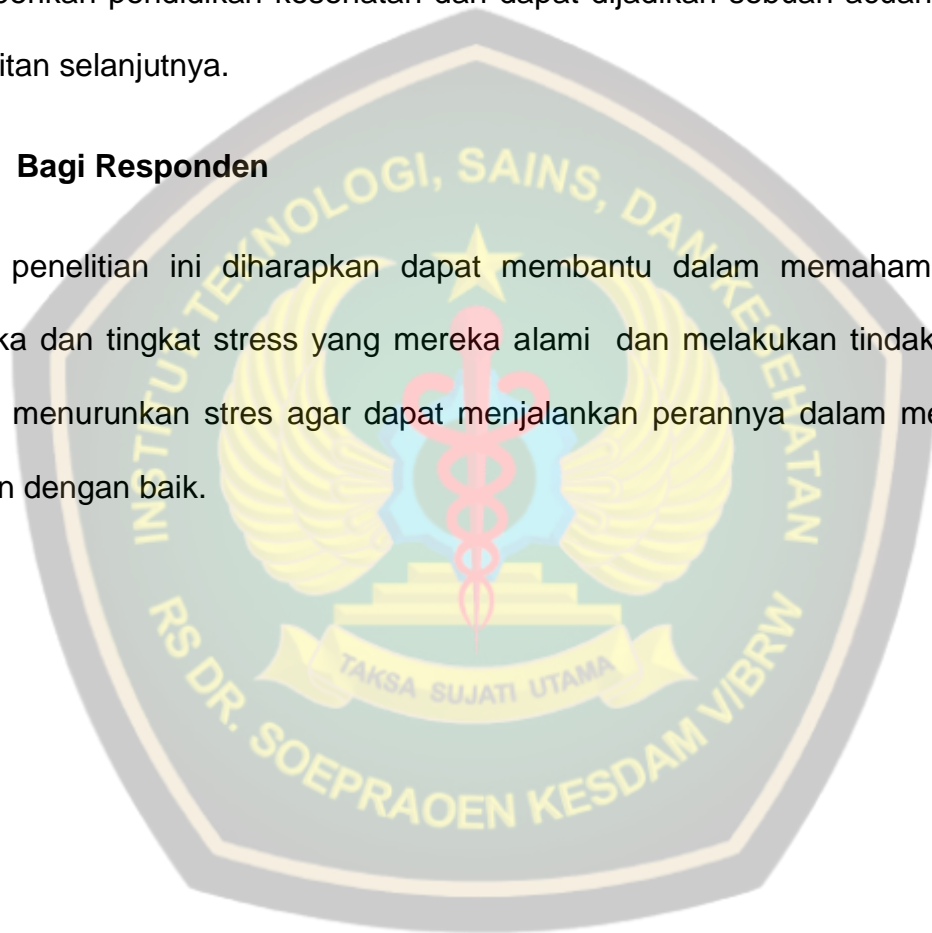 pendidikan kesehatan dan dapat dijadikan sebuah
itan selanjutnya.
Bagi Responden
penelitian ini diharapkan dapat membantu dalam memaham
ka dan tingkat stress yang mereka alami dan melakukan tindak
menurunkan stres agar dapat menjalankan perannya dalam me
n dengan baik.
INSTITUT TEKNOLOGI, SAINS, DAN KESEHATAN
TAKSA SUJATI UTAMA
RS DR. SOEPRAOEN KESDAM V/BRW